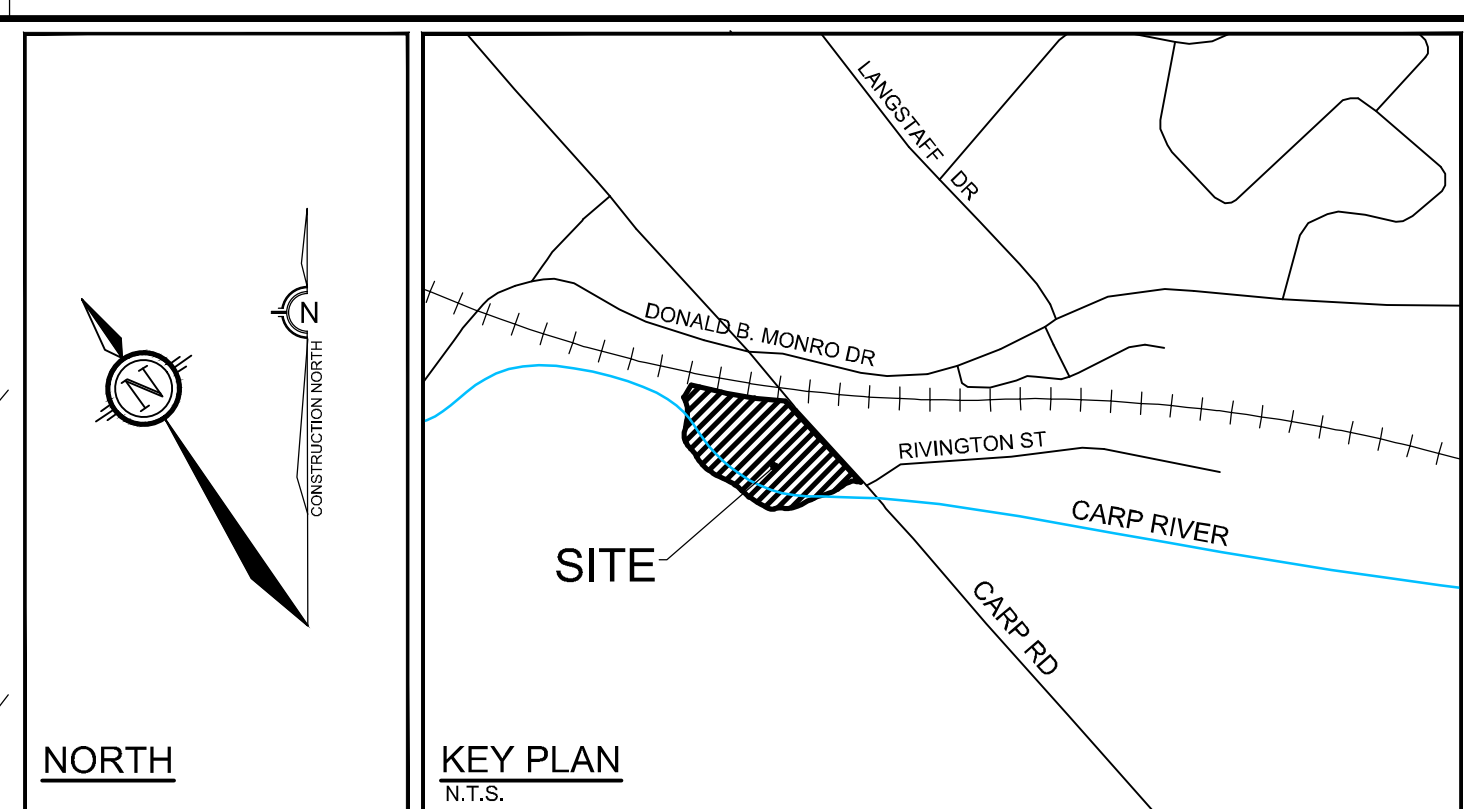 N
N
CONSTRUCTION NORTH
NORTH
LANGSTAFF DR
DONALD B. MONRO DR
RIVINGTON ST
CARP RIVER
SITE
CARP RD
KEY PLAN
N.T.S.